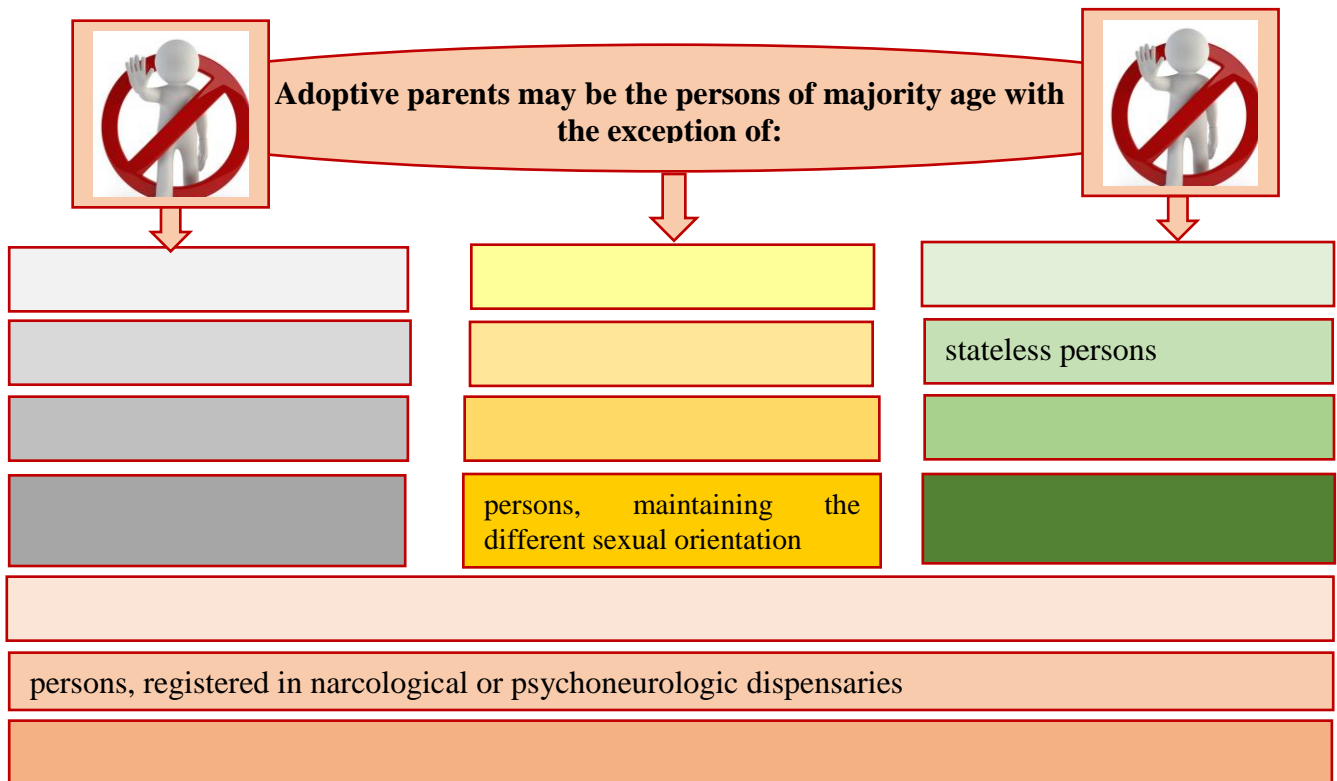 Adoptive parents may be the persons of majority age with
the exception of:
stateless persons
persons, maintaining the
different sexual orientation
persons, registered in narcological or psychoneurologic dispensaries